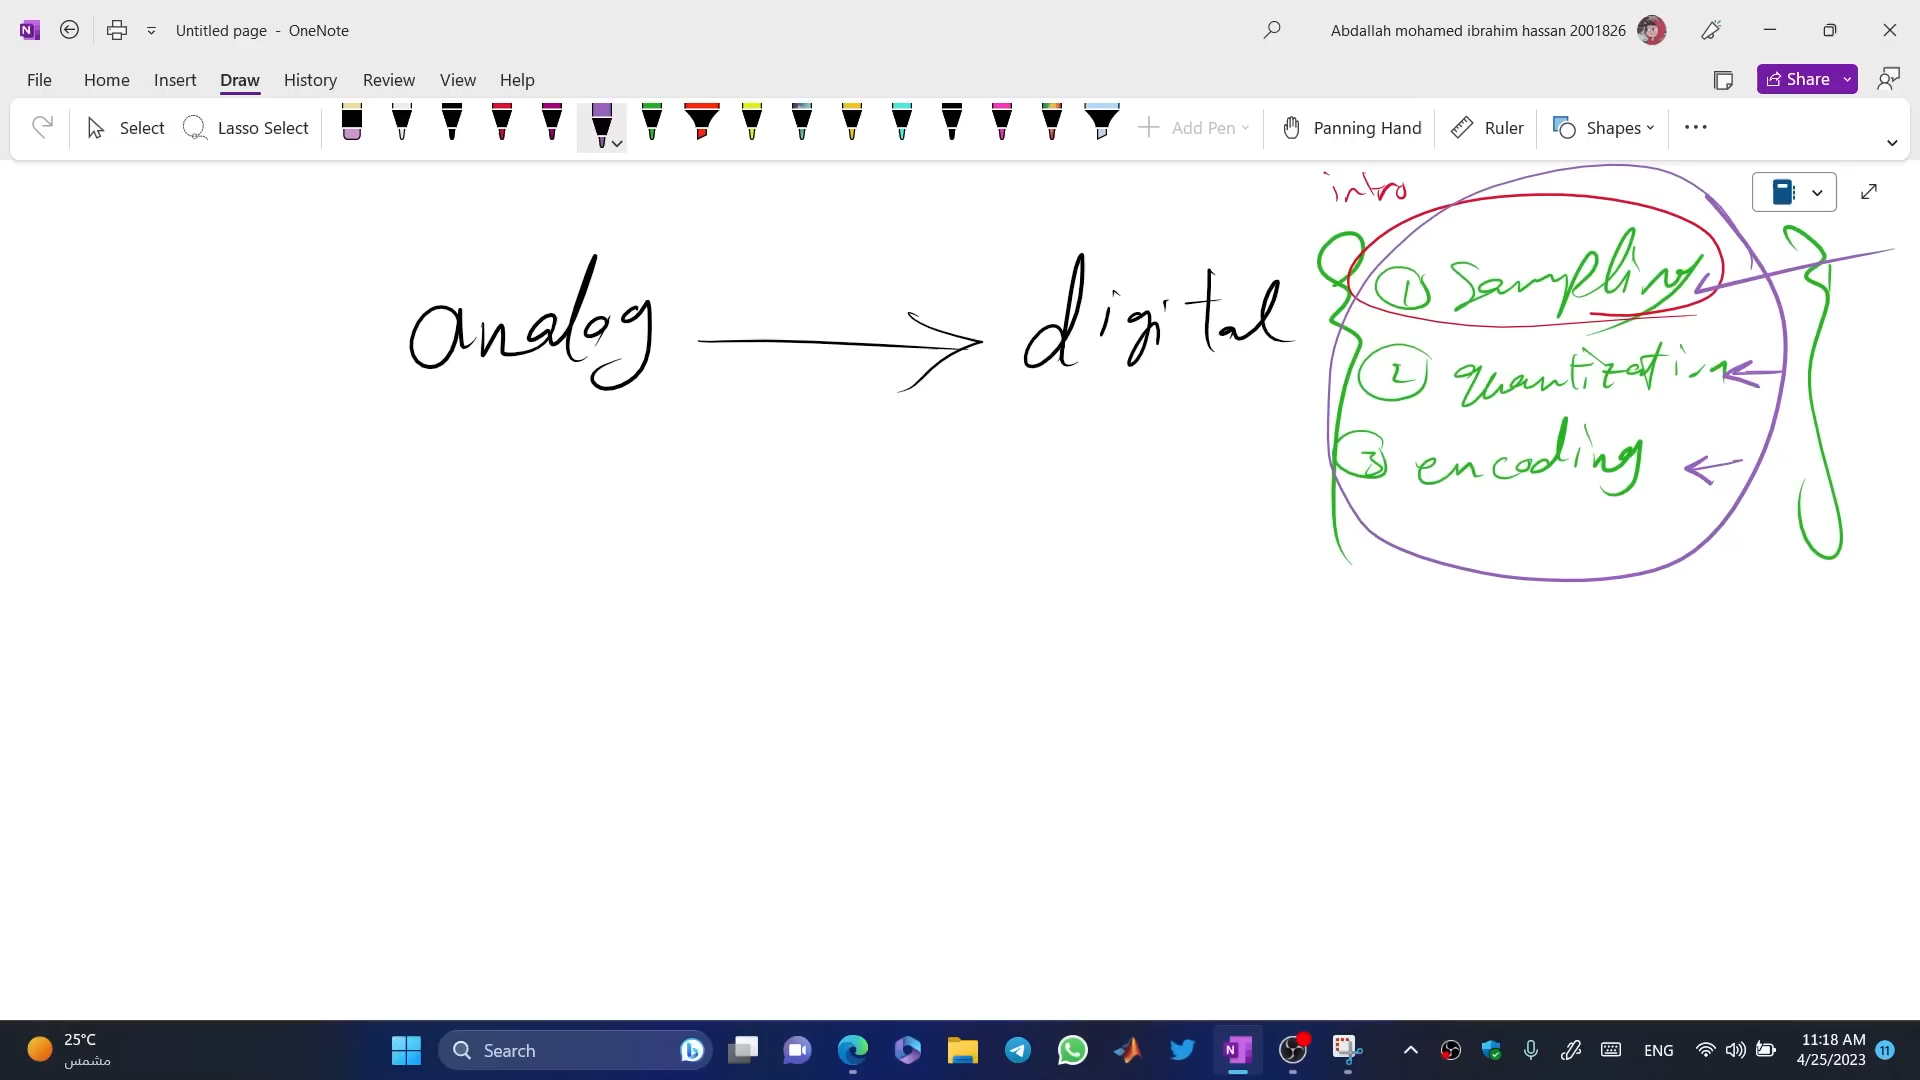 Untitled page - OneNote
Abdallah mohamed ibrahim hassan 2001826
File Home Insert Draw History Review View Help
Share
Select
Lasso Select
Add Pen
Panning Hand
Ruler
Shapes
intro
analog
digital
1 Sampling
2 quantization
3 encoding
25°C
مشمس
Search
ENG
11:18 AM
4/25/2023
11